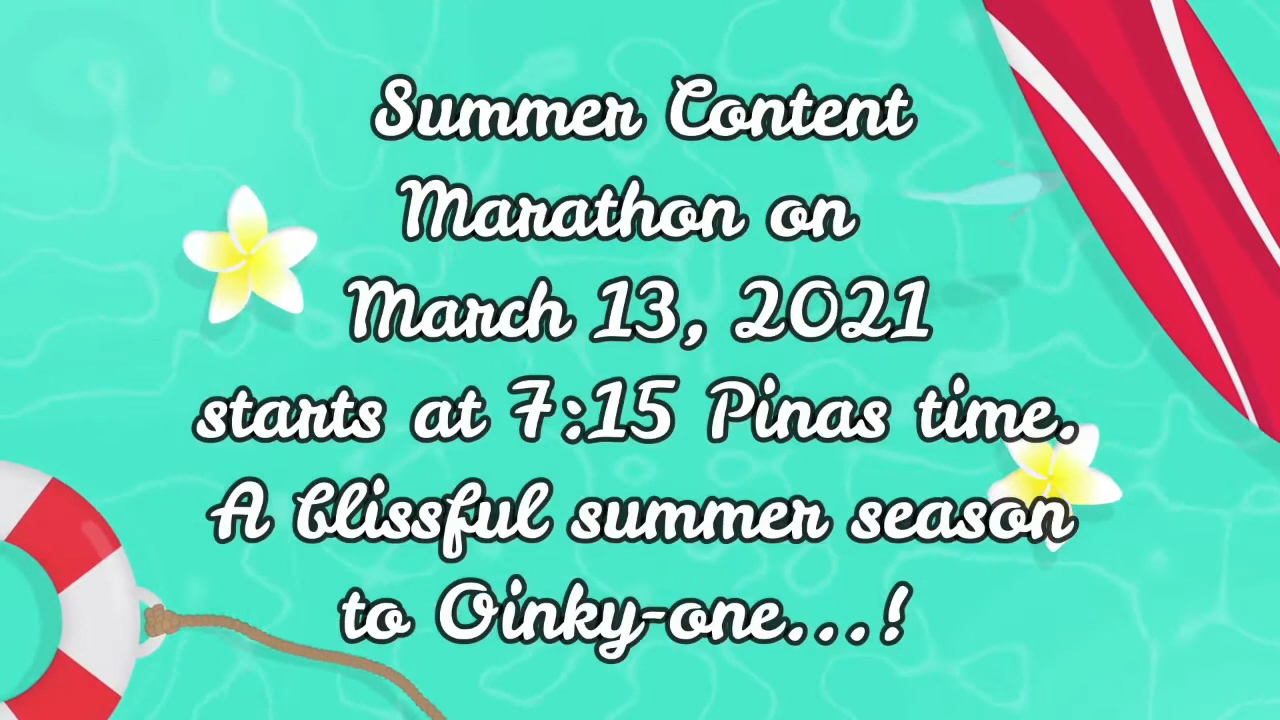 Summer Content
Marathon on
March 13, 2021
starts at 7:15 Pinas time.
A blissful summer season
to Oinky-one...!